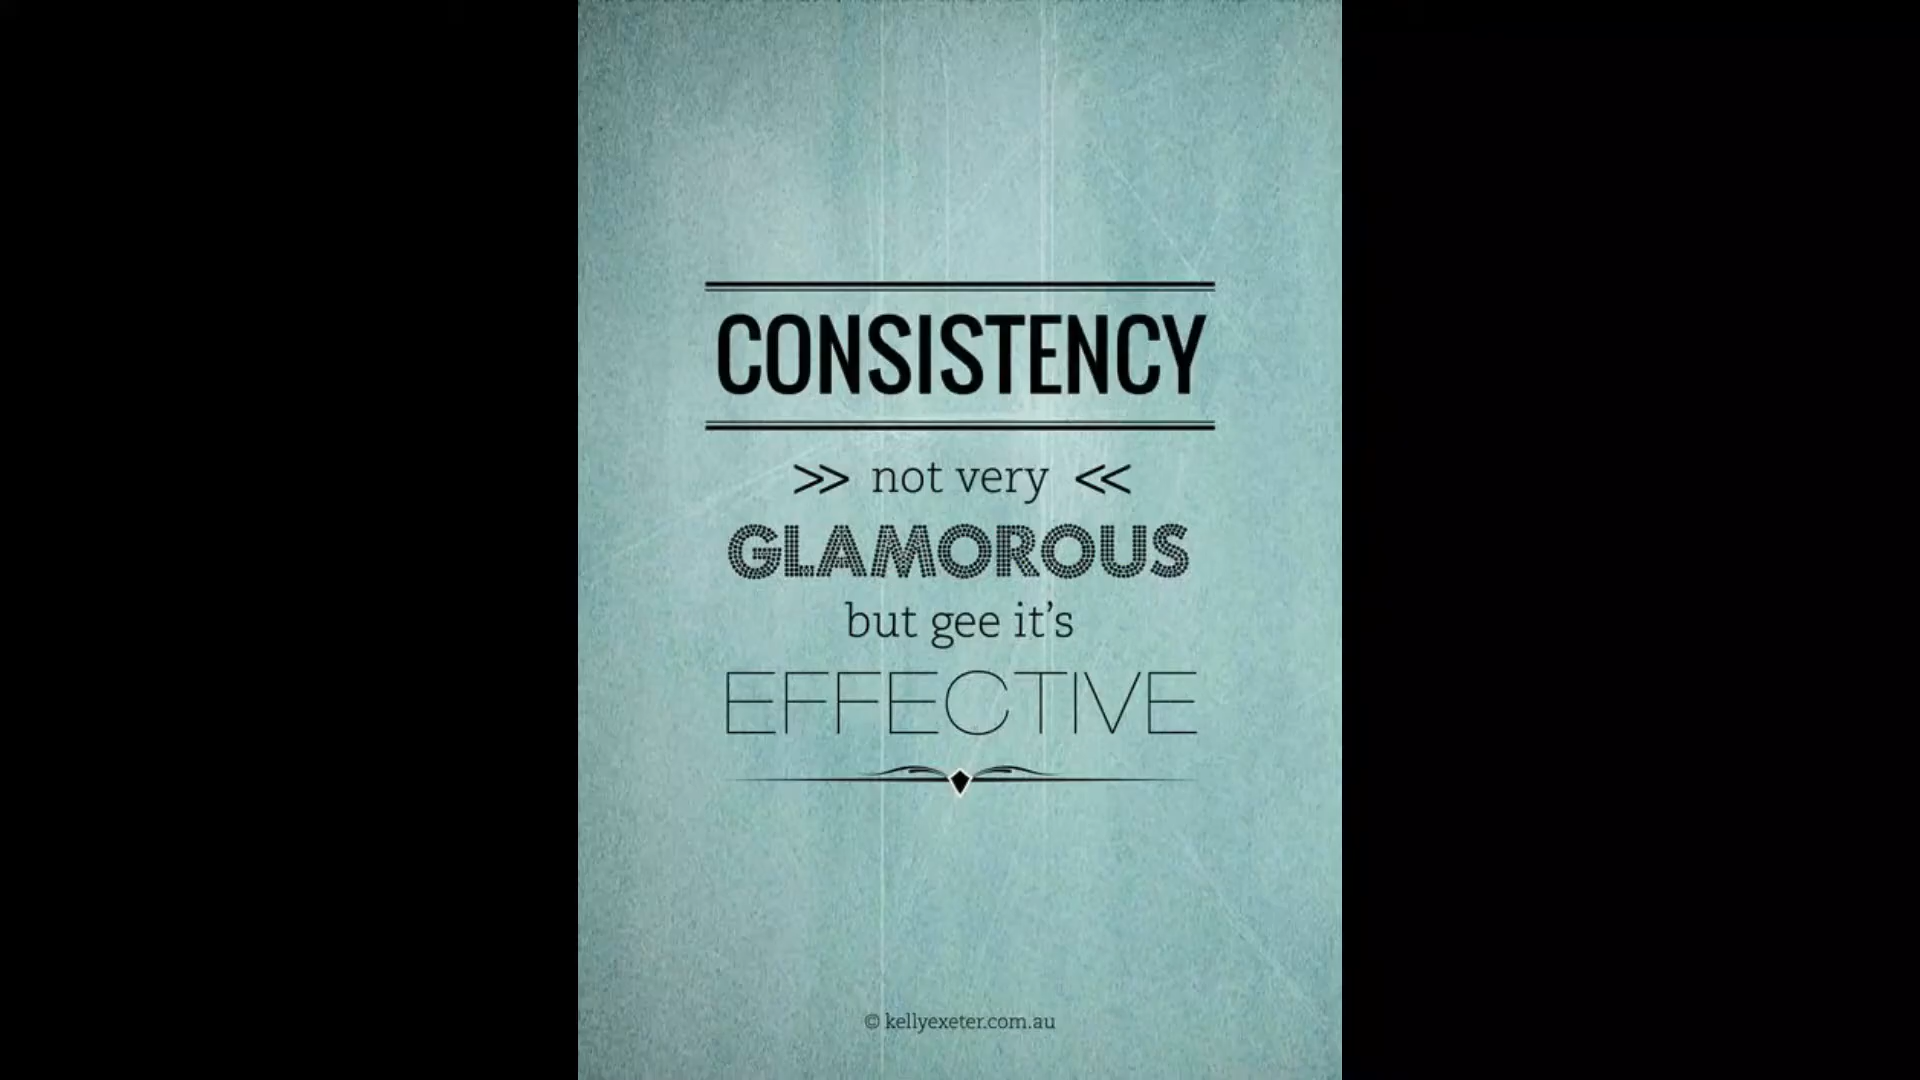 CONSISTENCY
>> not very <<
GLAMOROUS
but gee it’s
EFFECTIVE
© kellyexeter.com.au